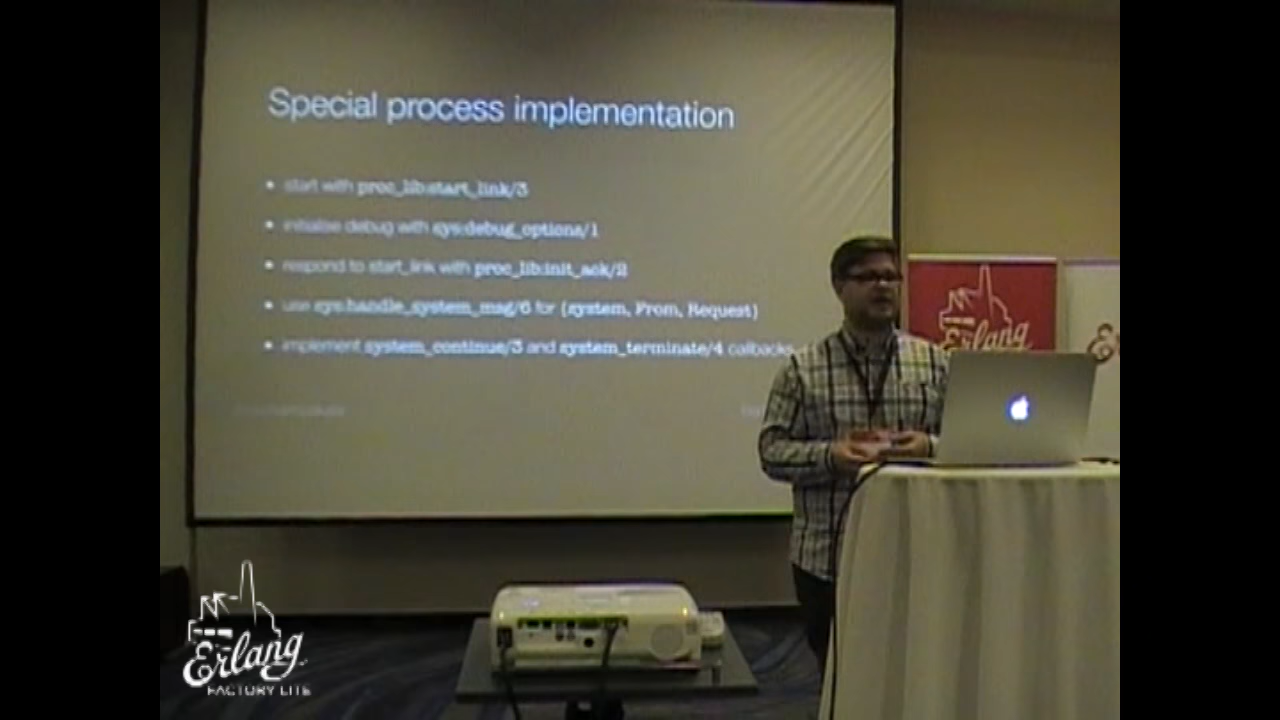 Special process implementation
• start with proc_lib:start_link/3
• initialise debug with sys:debug_options/1
• respond to start_link with proc_lib:init_ack/2
• use sys:handle_system_msg/6 for {system, From, Request}
• implement system_continue/3 and system_terminate/4 callbacks
Erlang
Erlang
FACTORY LITE